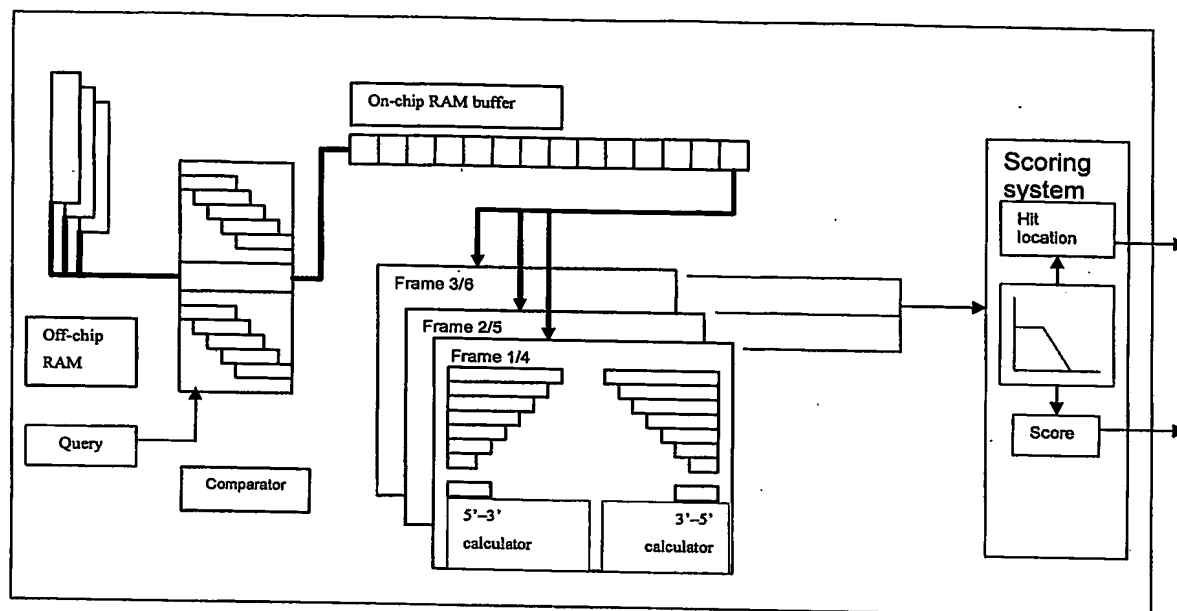 On-chip RAM buffer
Scoring
system
Hit
location
Frame 3/6
Frame 2/5
Off-chip
RAM
Frame 1/4
Query
Score
Comparator
5’–3’
calculator
3’–5’
calculator